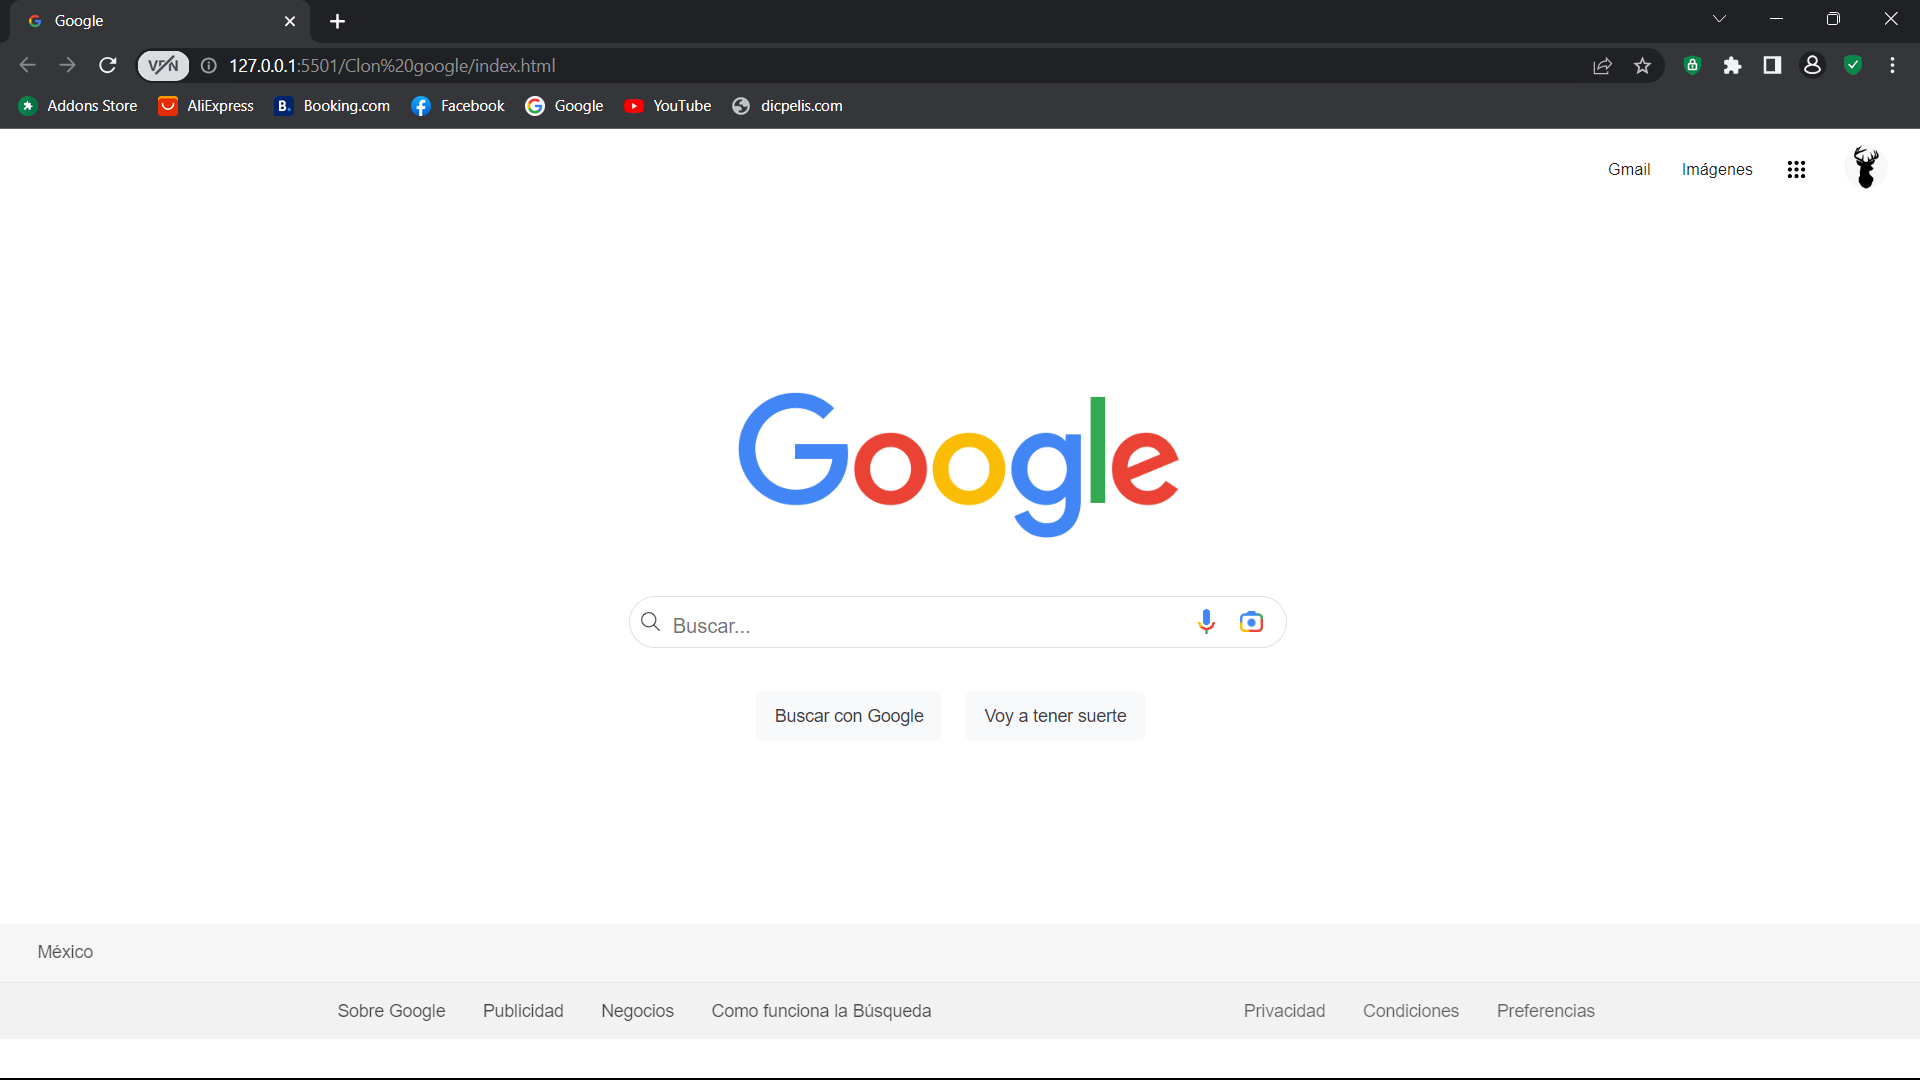 Google
VPN 127.0.0.1:5501/Clon%20google/index.html
Addons Store AliExpress B. Booking.com Facebook Google YouTube dicpelis.com
Gmail Imágenes
Google
Buscar...
Buscar con Google Voy a tener suerte
México
Sobre Google Publicidad Negocios Como funciona la Búsqueda Privacidad Condiciones Preferencias